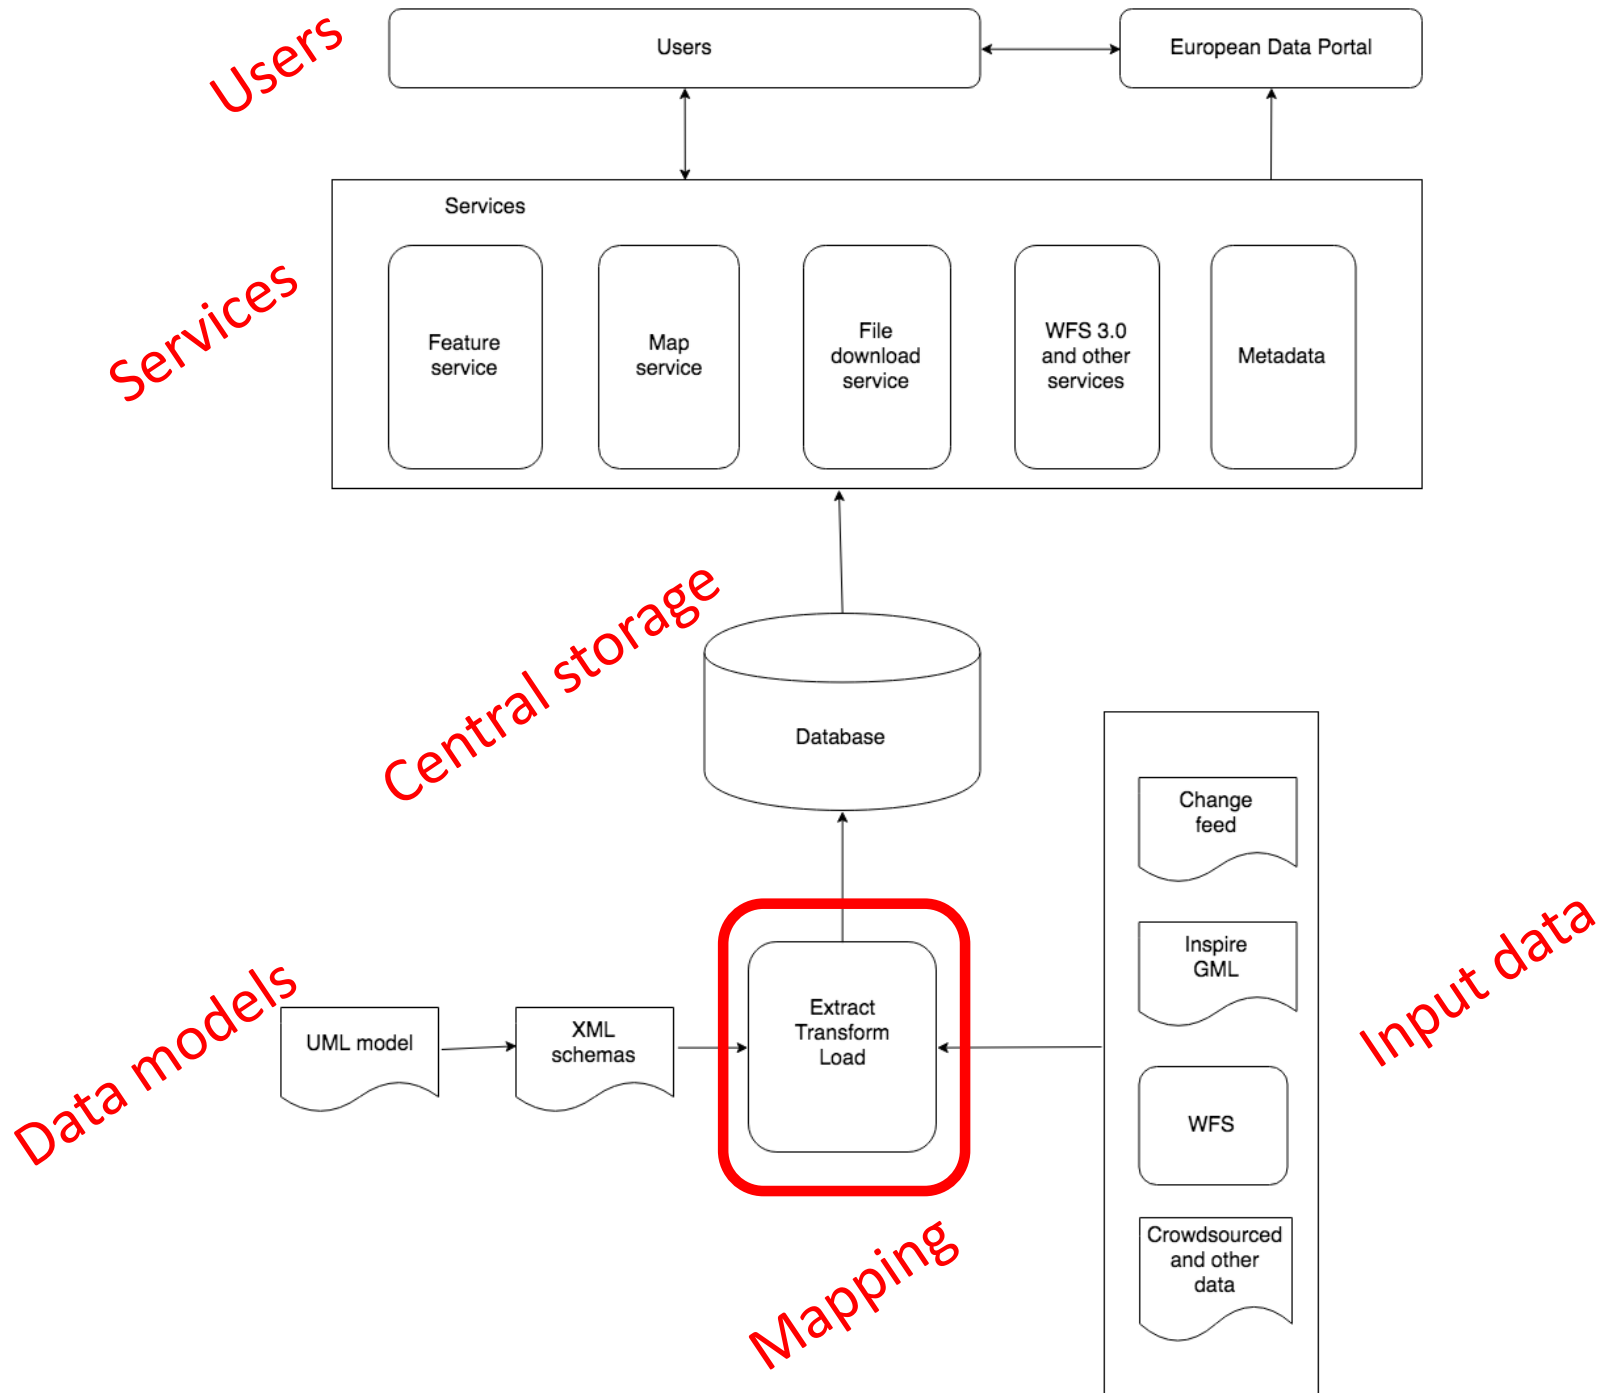 Users
Users
European Data Portal
Services
Services
Feature
service
Map
service
File
download
service
WFS 3.0
and other
services
Metadata
Central storage
Database
Change
feed
Inspire
GML
WFS
Crowdsourced
and other
data
Input data
Data models
UML model
XML
schemas
Extract
Transform
Load
Mapping